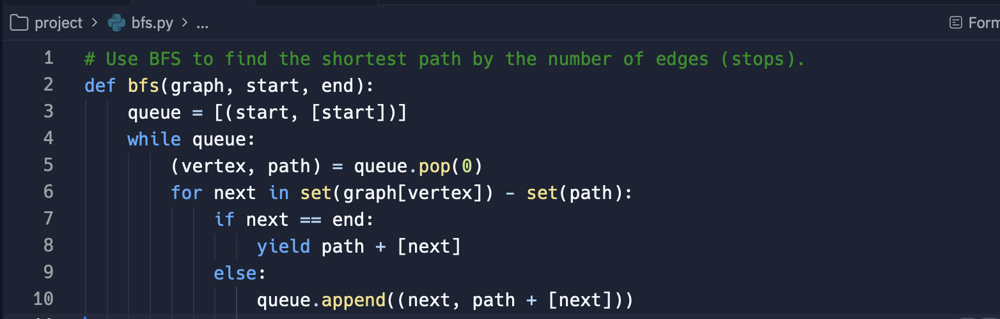 project > bfs.py > ...
Form
1 # Use BFS to find the shortest path by the number of edges (stops).
2 def bfs(graph, start, end):
3     queue = [(start, [start])]
4     while queue:
5         (vertex, path) = queue.pop(0)
6         for next in set(graph[vertex]) - set(path):
7             if next == end:
8                 yield path + [next]
9             else:
10                 queue.append((next, path + [next]))